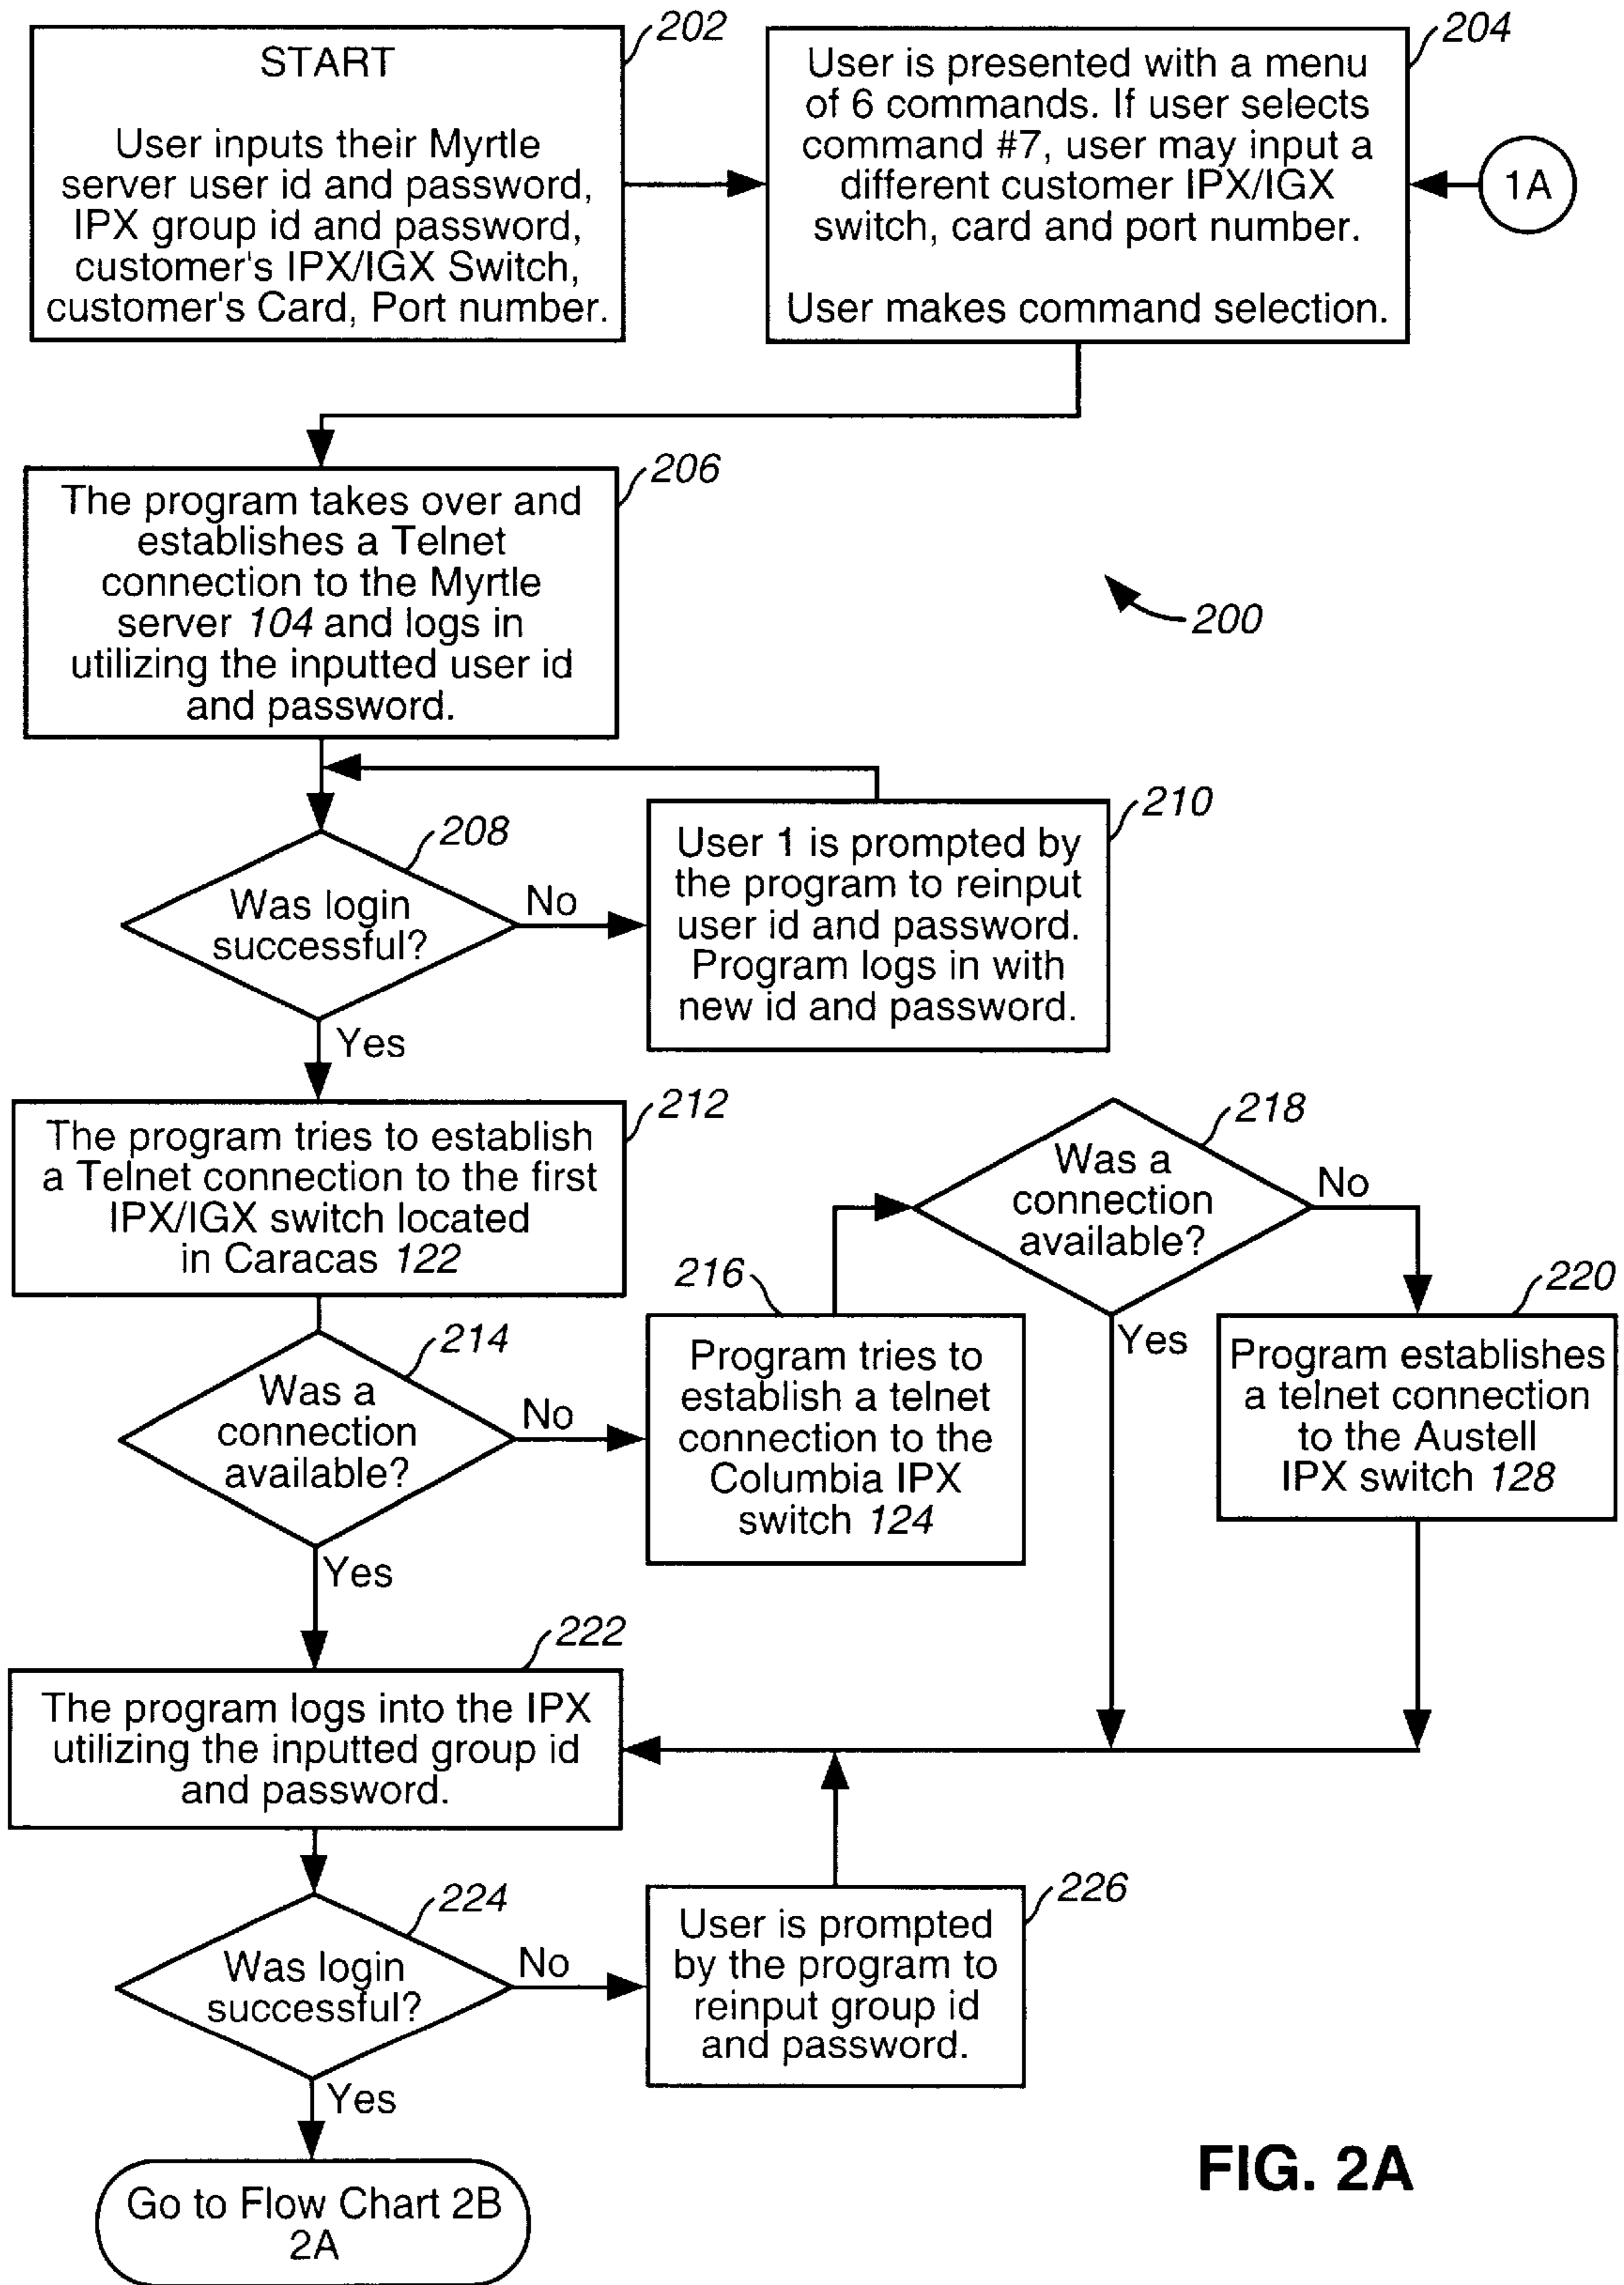 202
START
User inputs their Myrtle
server user id and password,
IPX group id and password,
customer's IPX/IGX Switch,
customer's Card, Port number.
204
User is presented with a menu
of 6 commands. If user selects
command #7, user may input a
different customer IPX/IGX
switch, card and port number.
User makes command selection.
1A
206
The program takes over and
establishes a Telnet
connection to the Myrtle
server 104 and logs in
utilizing the inputted user id
and password.
200
208
Was login
successful?
No
210
User 1 is prompted by
the program to reinput
user id and password.
Program logs in with
new id and password.
Yes
212
The program tries to establish
a Telnet connection to the first
IPX/IGX switch located
in Caracas 122
214
Was a
connection
available?
No
216
Program tries to
establish a telnet
connection to the
Columbia IPX
switch 124
218
Was a
connection
available?
No
Yes
220
Program establishes
a telnet connection
to the Austell
IPX switch 128
Yes
222
The program logs into the IPX
utilizing the inputted group id
and password.
224
Was login
successful?
No
226
User is prompted
by the program to
reinput group id
and password.
Yes
Go to Flow Chart 2B
2A
FIG. 2A